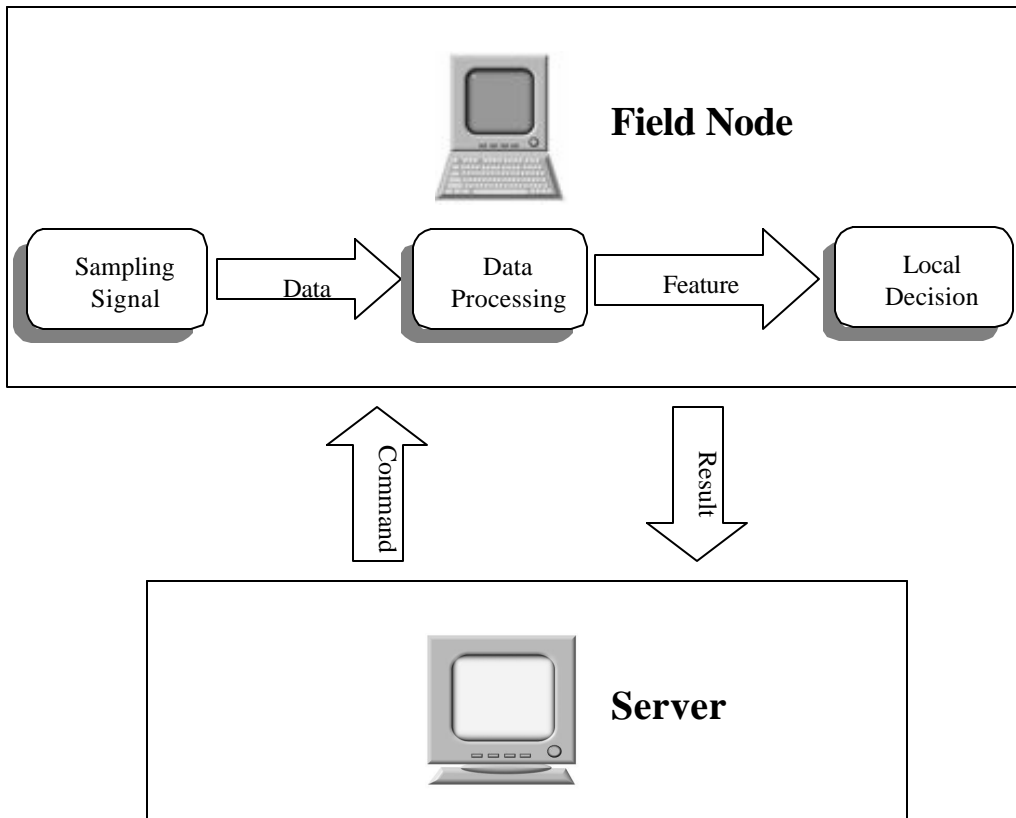 Field Node
Sampling
Signal
Data
Data
Processing
Feature
Local
Decision
Command
Result
Server